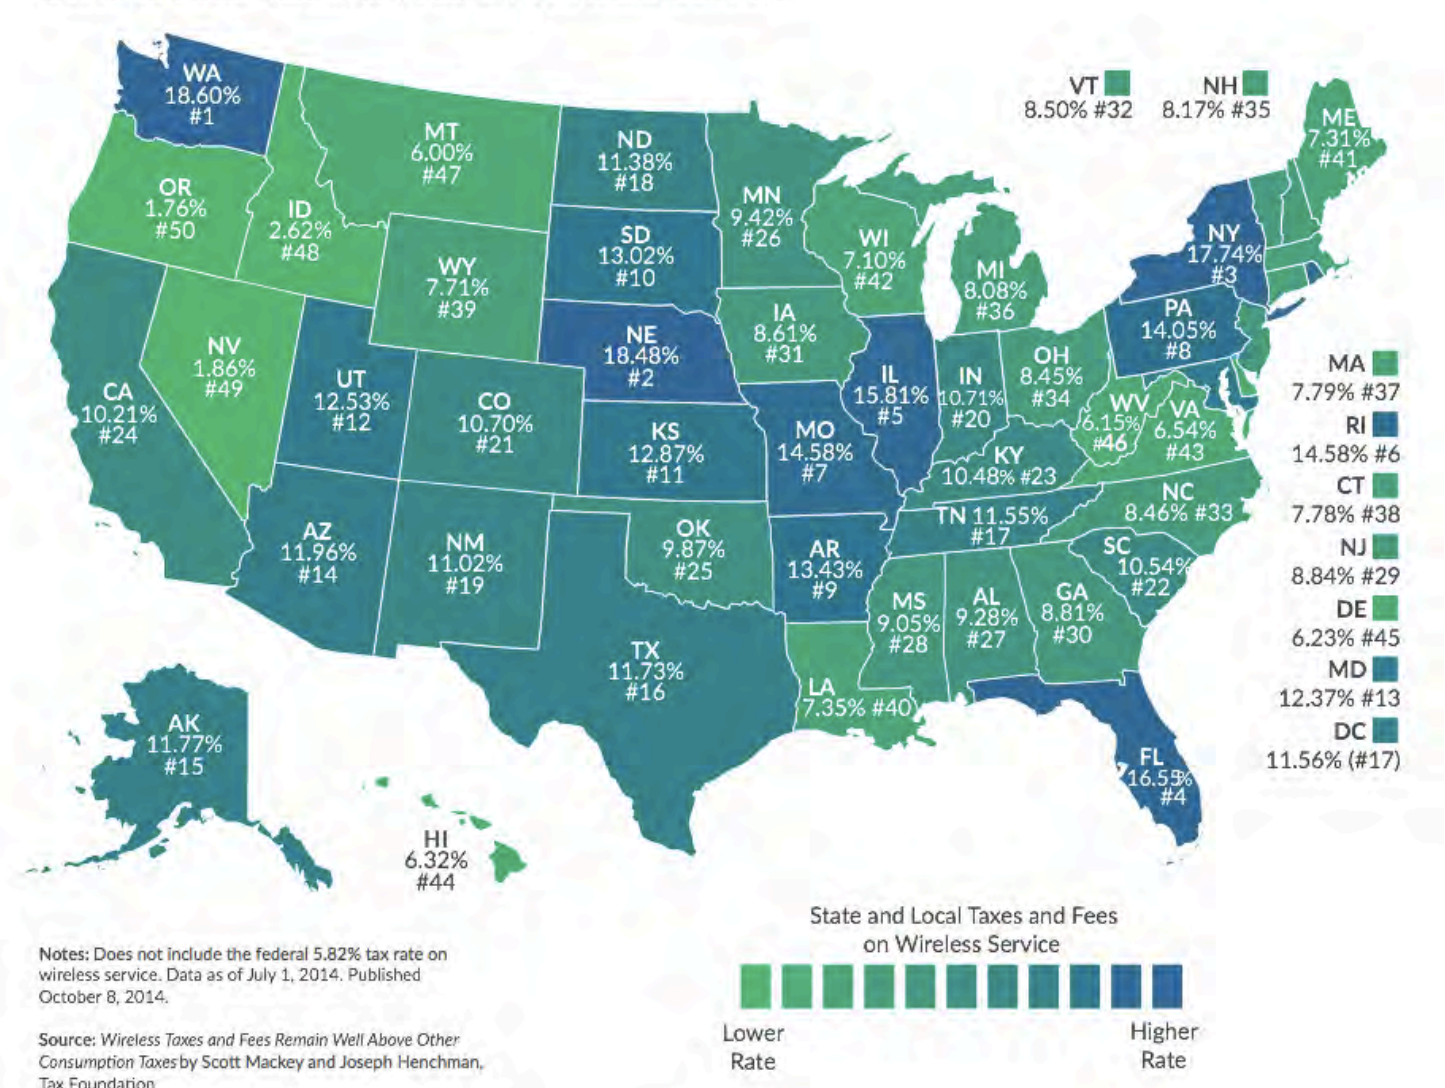 WA
18.60%
#1
MT
6.00%
#47
ND
11.38%
#18
MN
9.42%
#26
VT
8.50% #32
NH
8.17% #35
ME
7.31%
#41
OR
1.76%
#50
ID
2.62%
#48
WY
7.71%
#39
SD
13.02%
#10
WI
7.10%
#42
MI
8.08%
#36
NY
17.74%
#3
NV
1.86%
#49
NE
18.48%
#2
IA
8.61%
#31
PA
14.05%
#8
CA
10.21%
#24
UT
12.53%
#12
CO
10.70%
#21
KS
12.87%
#11
MO
14.58%
#7
IL
15.81%
#5
IN
10.71%
#20
OH
8.45%
#34
WV
6.15%
#46
VA
6.54%
#43
KY
10.48% #23
MA
7.79% #37
RI
14.58% #6
CT
7.78% #38
NJ
8.84% #29
DE
6.23% #45
MD
12.37% #13
DC
11.56% (#17)
AZ
11.96%
#14
NM
11.02%
#19
OK
9.87%
#25
AR
13.43%
#9
TN 11.55%
#17
NC
8.46% #33
SC
10.54%
#22
MS
9.05%
#28
AL
9.28%
#27
GA
8.81%
#30
TX
11.73%
#16
LA
7.35% #40
FL
16.55%
#4
AK
11.77%
#15
HI
6.32%
#44
State and Local Taxes and Fees
on Wireless Service
Lower
Rate
Higher
Rate
Notes: Does not include the federal 5.82% tax rate on
wireless service. Data as of July 1, 2014. Published
October 8, 2014.
Source: Wireless Taxes and Fees Remain Well Above Other
Consumption Taxes by Scott Mackey and Joseph Henchman,
Tax Foundation